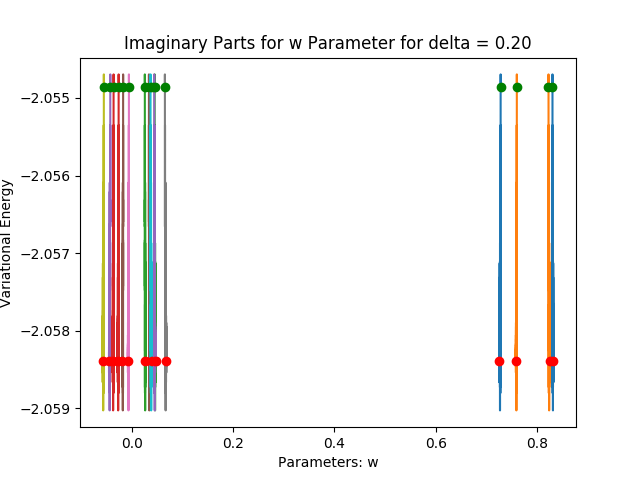 Imaginary Parts for w Parameter for delta = 0.20
Variational Energy
−2.055
−2.056
−2.057
−2.058
−2.059
0.0 0.2 0.4 0.6 0.8
Parameters: w